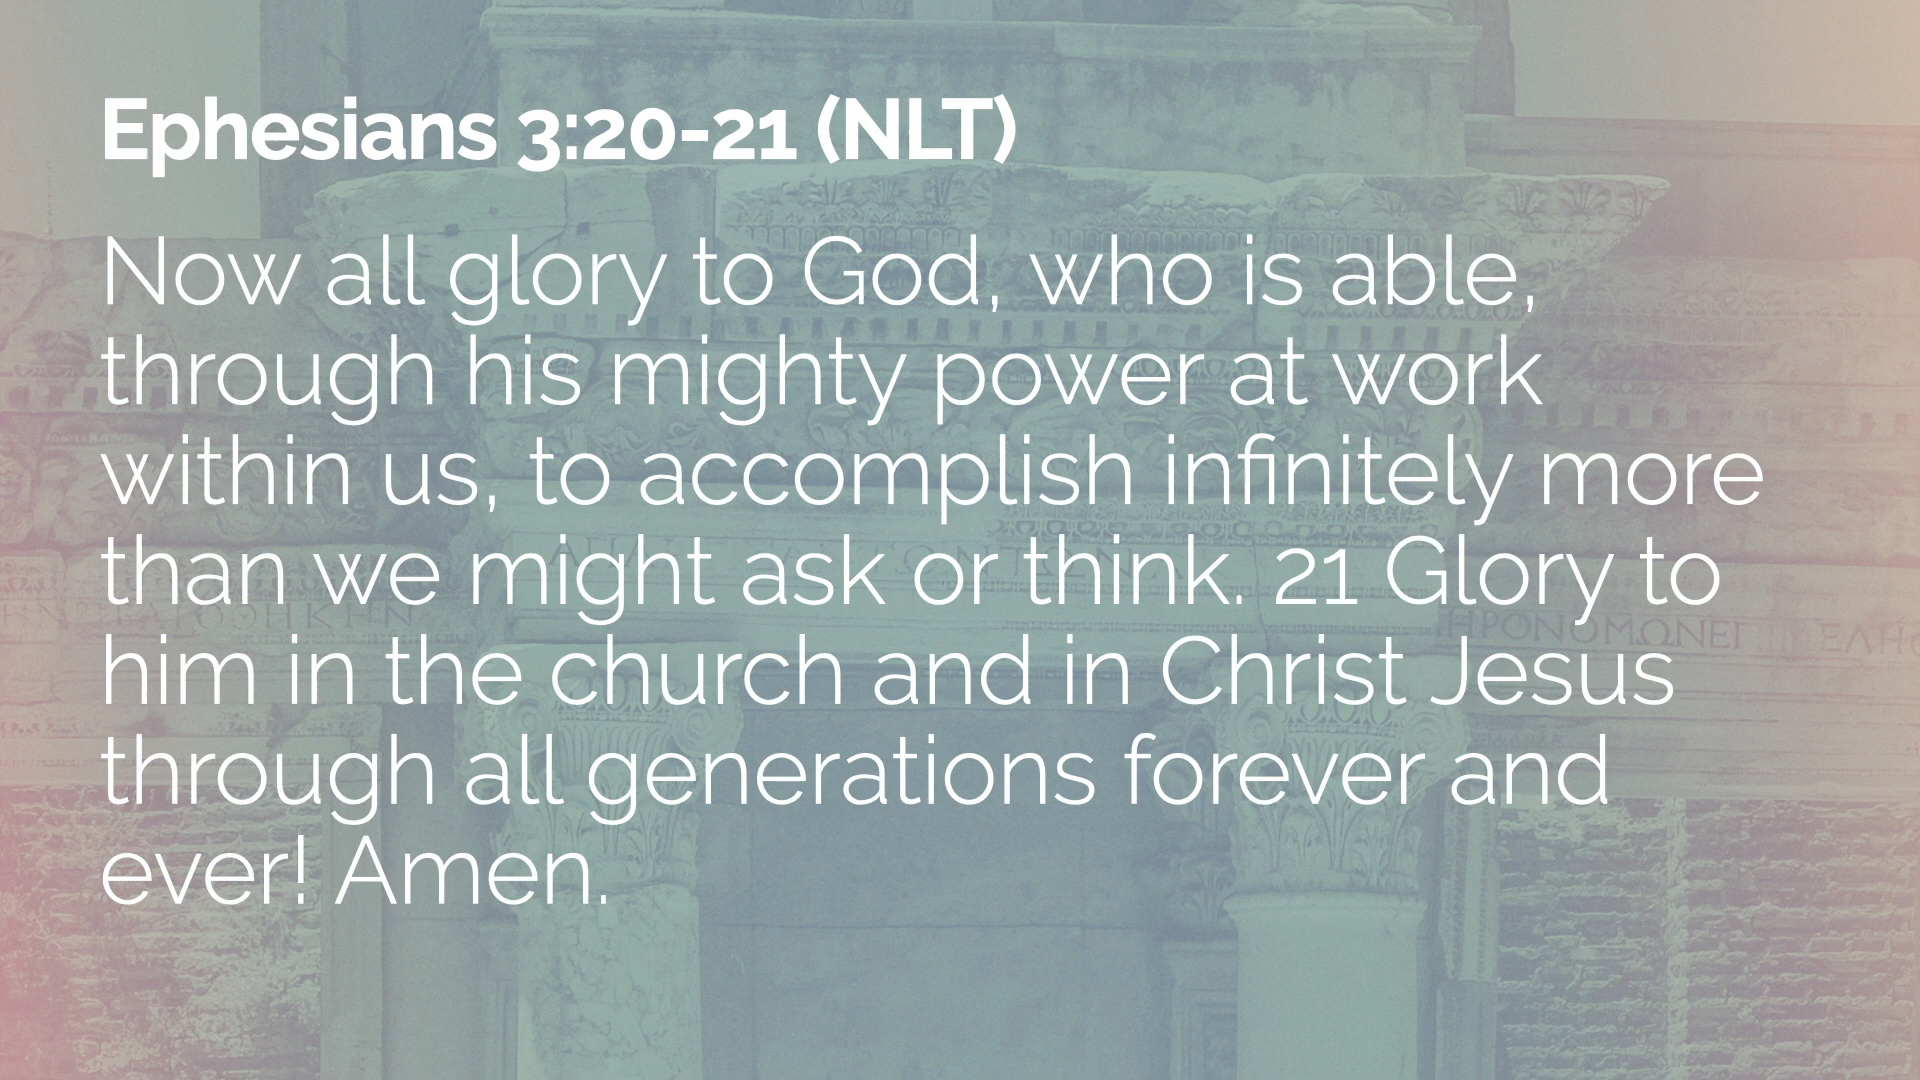 Ephesians 3:20-21 (NLT)
Now all glory to God, who is able,
through his mighty power at work
within us, to accomplish infinitely more
than we might ask or think. 21 Glory to
him in the church and in Christ Jesus
through all generations forever and
ever! Amen.
ΗΡΟΝΟΜΩΝΕΙ